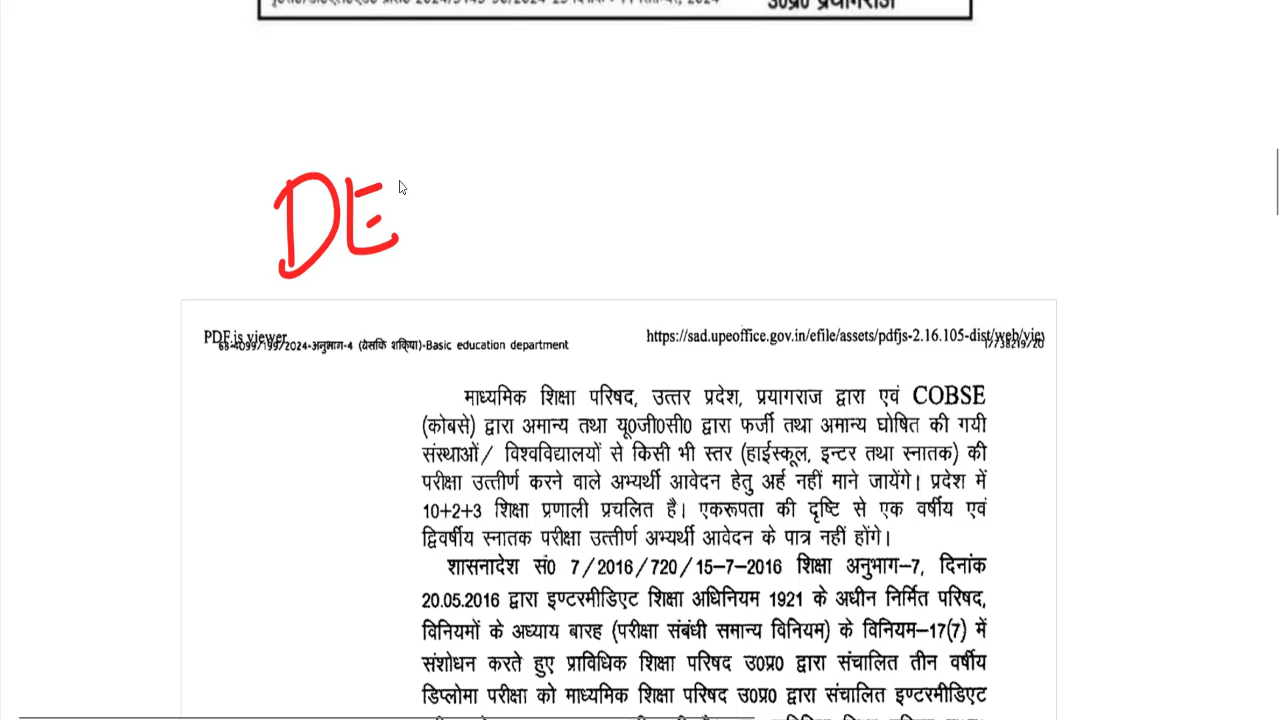 उ0प्र0 प्रयागराज
DE
PDF.js viewer
https://sad.upeoffice.gov.in/efile/assets/pdfjs-2.16.105-dist/web/view
68-4099/199/2024-अनुभाग-4 (बेसिक शिक्षा)-Basic education department
I/738219/20
माध्यमिक शिक्षा परिषद, उत्तर प्रदेश, प्रयागराज द्वारा एवं COBSE
(कोबसे) द्वारा अमान्य तथा यू0जी0सी0 द्वारा फर्जी तथा अमान्य घोषित की गयी
संस्थाओं/ विश्वविद्यालयों से किसी भी स्तर (हाईस्कूल, इन्टर तथा स्नातक) की
परीक्षा उत्तीर्ण करने वाले अभ्यर्थी आवेदन हेतु अर्ह नहीं माने जायेंगे। प्रदेश में
10+2+3 शिक्षा प्रणाली प्रचलित है। एकरूपता की दृष्टि से एक वर्षीय एवं
द्विवर्षीय स्नातक परीक्षा उत्तीर्ण अभ्यर्थी आवेदन के पात्र नहीं होंगे।
शासनादेश सं0 7/2016/720/15-7-2016 शिक्षा अनुभाग-7, दिनांक
20.05.2016 द्वारा इण्टरमीडिएट शिक्षा अधिनियम 1921 के अधीन निर्मित परिषद,
विनियमों के अध्याय बारह (परीक्षा संबंधी समान्य विनियम) के विनियम-17(7) में
संशोधन करते हुए प्राविधिक शिक्षा परिषद उ0प्र0 द्वारा संचालित तीन वर्षीय
डिप्लोमा परीक्षा को माध्यमिक शिक्षा परिषद उ0प्र0 द्वारा संचालित इण्टरमीडिएट